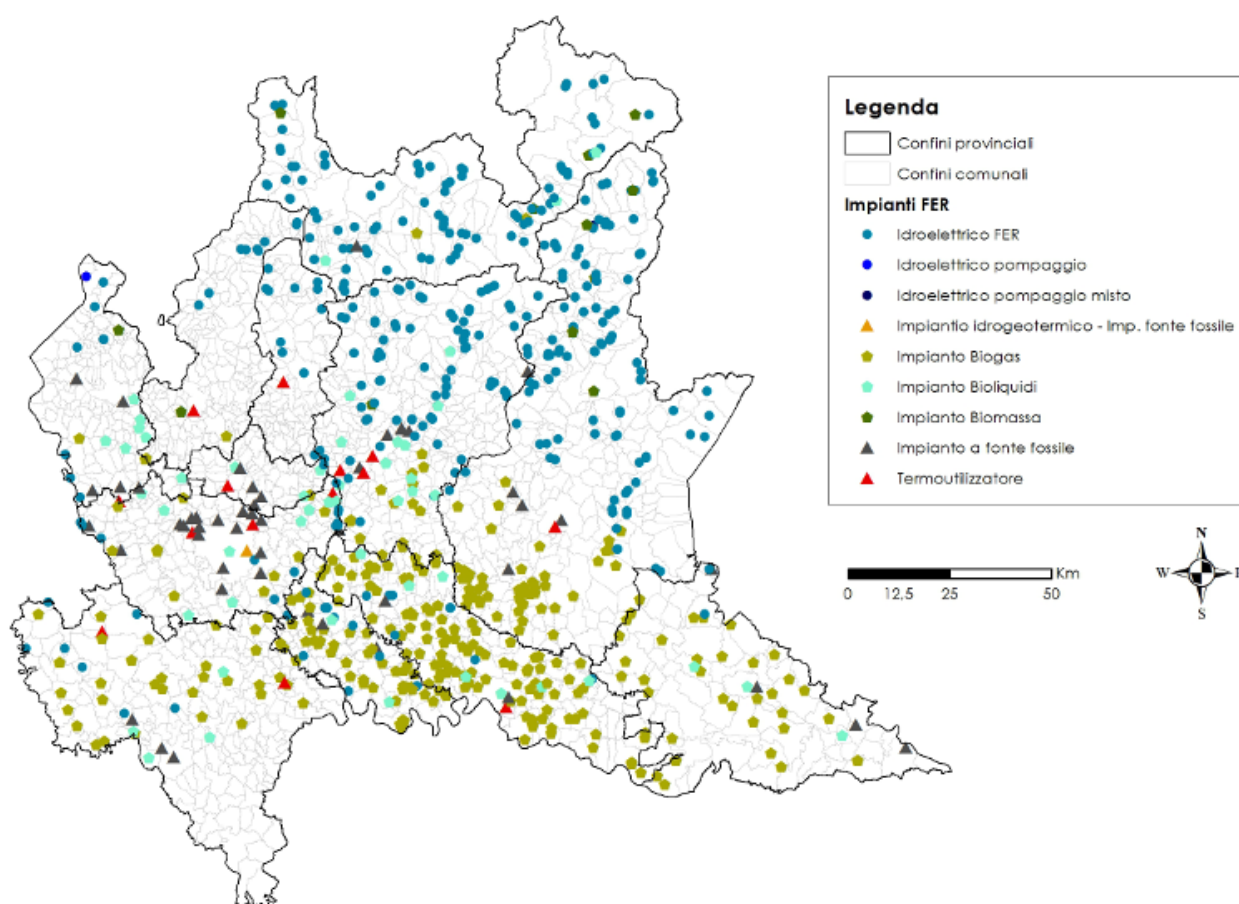 Legenda
Confini provinciali
Confini comunali
Impianti FER
Idroelettrico FER
Idroelettrico pompaggio
Idroelettrico pompaggio misto
Impiantio idrogeotermico - Imp. fonte fossile
Impianto Biogas
Impianto Bioliquidi
Impianto Biomassa
Impianto a fonte fossile
Termoutilizzatore
N
W E
S
Km
0 12,5 25 50